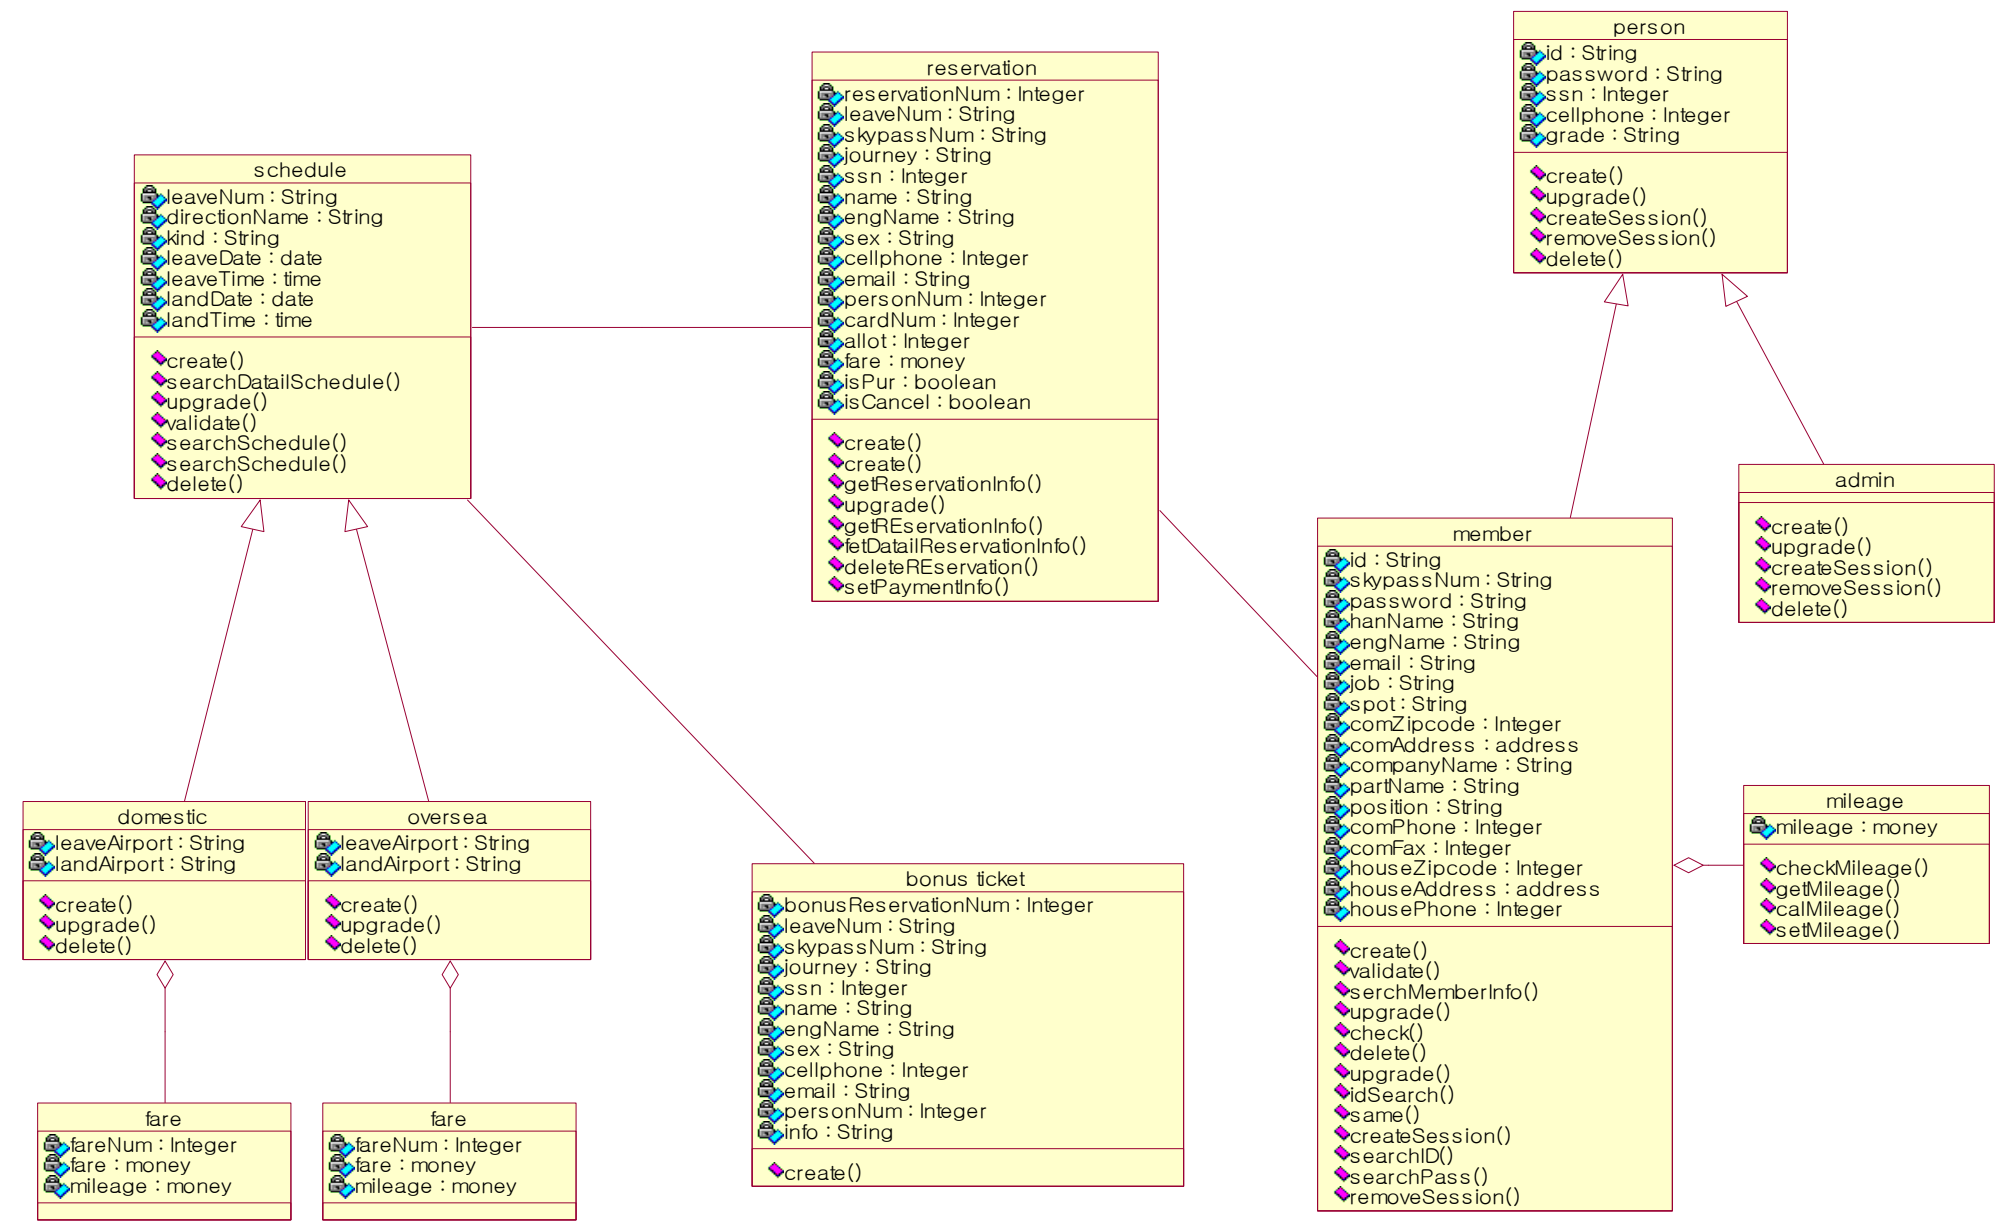 person
id : String
password : String
ssn : Integer
cellphone : Integer
grade : String
create()
upgrade()
createSession()
removeSession()
delete()
reservation
reservationNum : Integer
leaveNum : String
skypassNum : String
journey : String
ssn : Integer
name : String
engName : String
sex : String
cellphone : Integer
email : String
personNum : Integer
cardNum : Integer
allot : Integer
fare : money
isPur : boolean
isCancel : boolean
create()
create()
getReservationInfo()
upgrade()
getREservationInfo()
fetDatailReservationInfo()
deleteREservation()
setPaymentInfo()
schedule
leaveNum : String
directionName : String
kind : String
leaveDate : date
leaveTime : time
landDate : date
landTime : time
create()
searchDatailSchedule()
upgrade()
validate()
searchSchedule()
searchSchedule()
delete()
admin
create()
upgrade()
createSession()
removeSession()
delete()
member
id : String
skypassNum : String
password : String
hanName : String
engName : String
email : String
job : String
spot : String
comZipcode : Integer
comAddress : address
companyName : String
partName : String
position : String
comPhone : Integer
comFax : Integer
houseZipcode : Integer
houseAddress : address
housePhone : Integer
create()
validate()
serchMemberInfo()
upgrade()
check()
delete()
upgrade()
idSearch()
same()
createSession()
searchID()
searchPass()
removeSession()
mileage
mileage : money
checkMileage()
getMileage()
calMileage()
setMileage()
domestic
leaveAirport : String
landAirport : String
create()
upgrade()
delete()
oversea
leaveAirport : String
landAirport : String
create()
upgrade()
delete()
bonus ticket
bonusReservationNum : Integer
leaveNum : String
skypassNum : String
journey : String
ssn : Integer
name : String
engName : String
sex : String
cellphone : Integer
email : String
personNum : Integer
info : String
create()
fare
fareNum : Integer
fare : money
mileage : money
fare
fareNum : Integer
fare : money
mileage : money